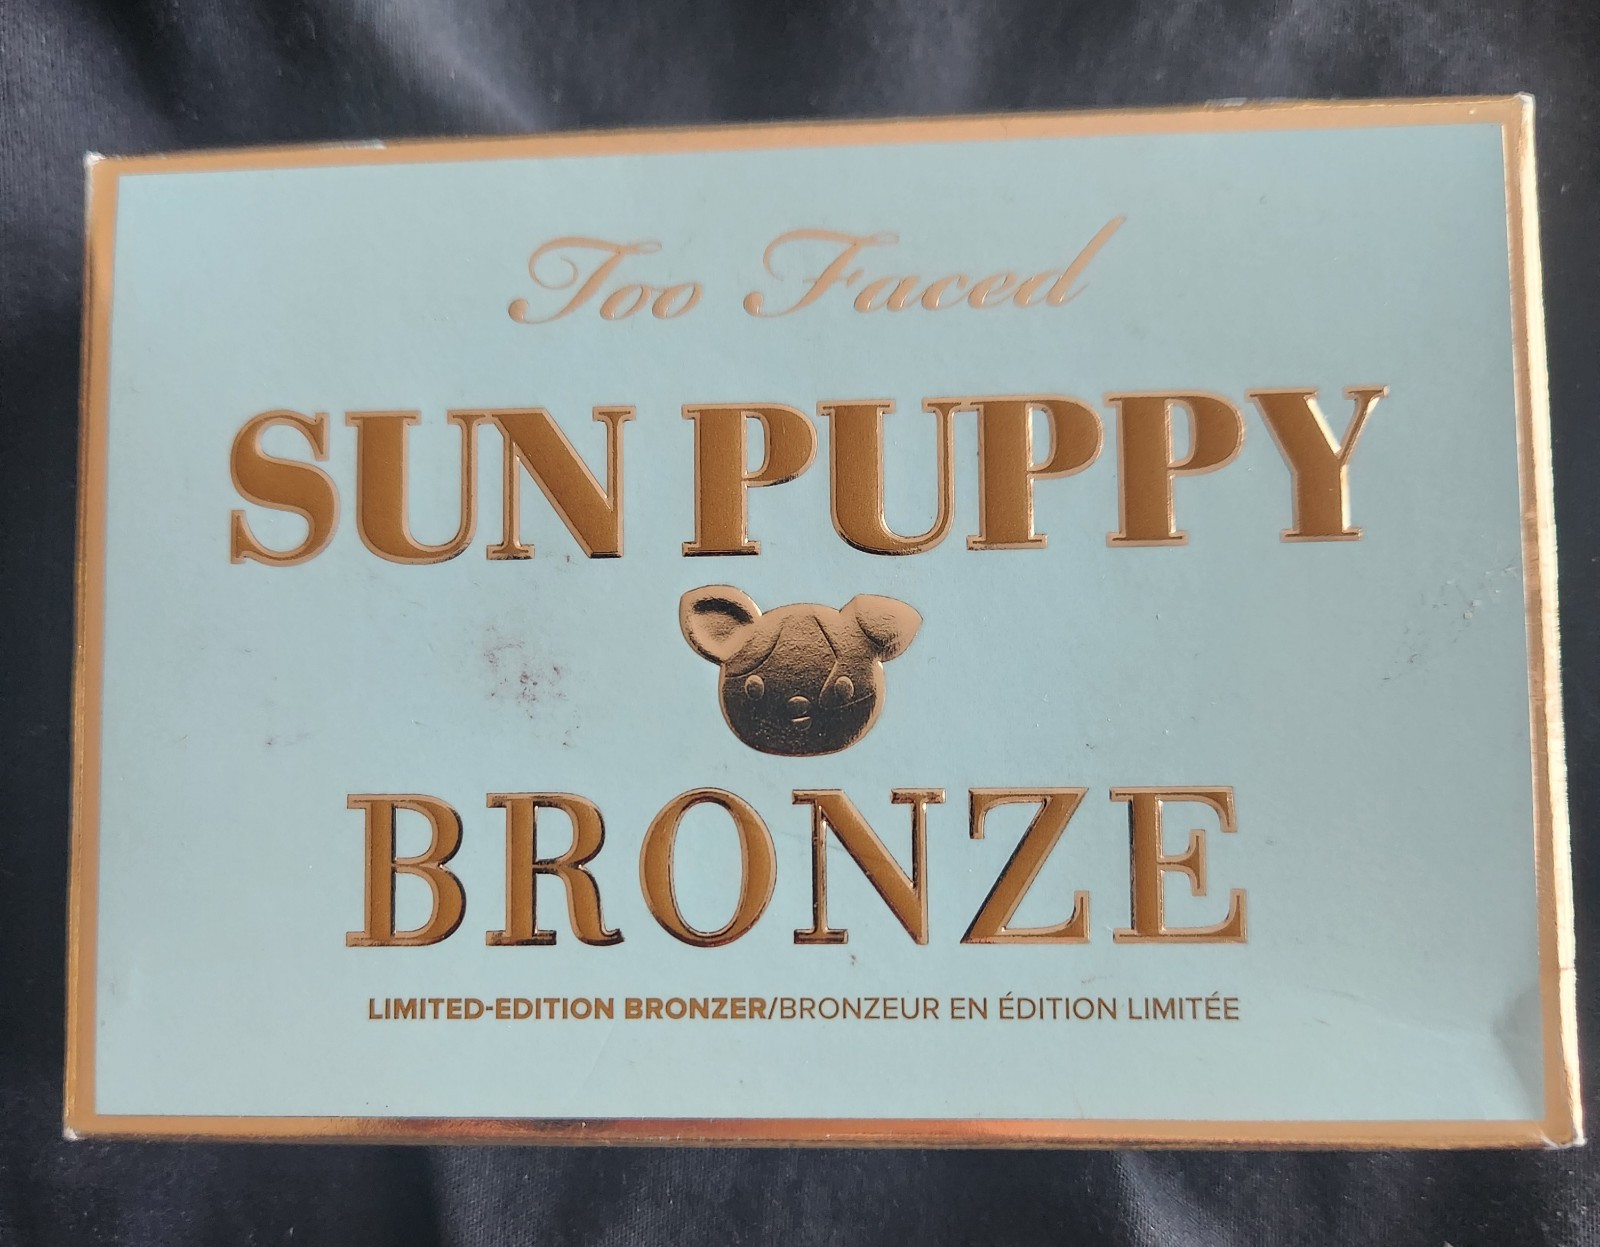 Too Faced
SUN PUPPY
BRONZE
LIMITED-EDITION BRONZER/BRONZEUR EN ÉDITION LIMITÉE